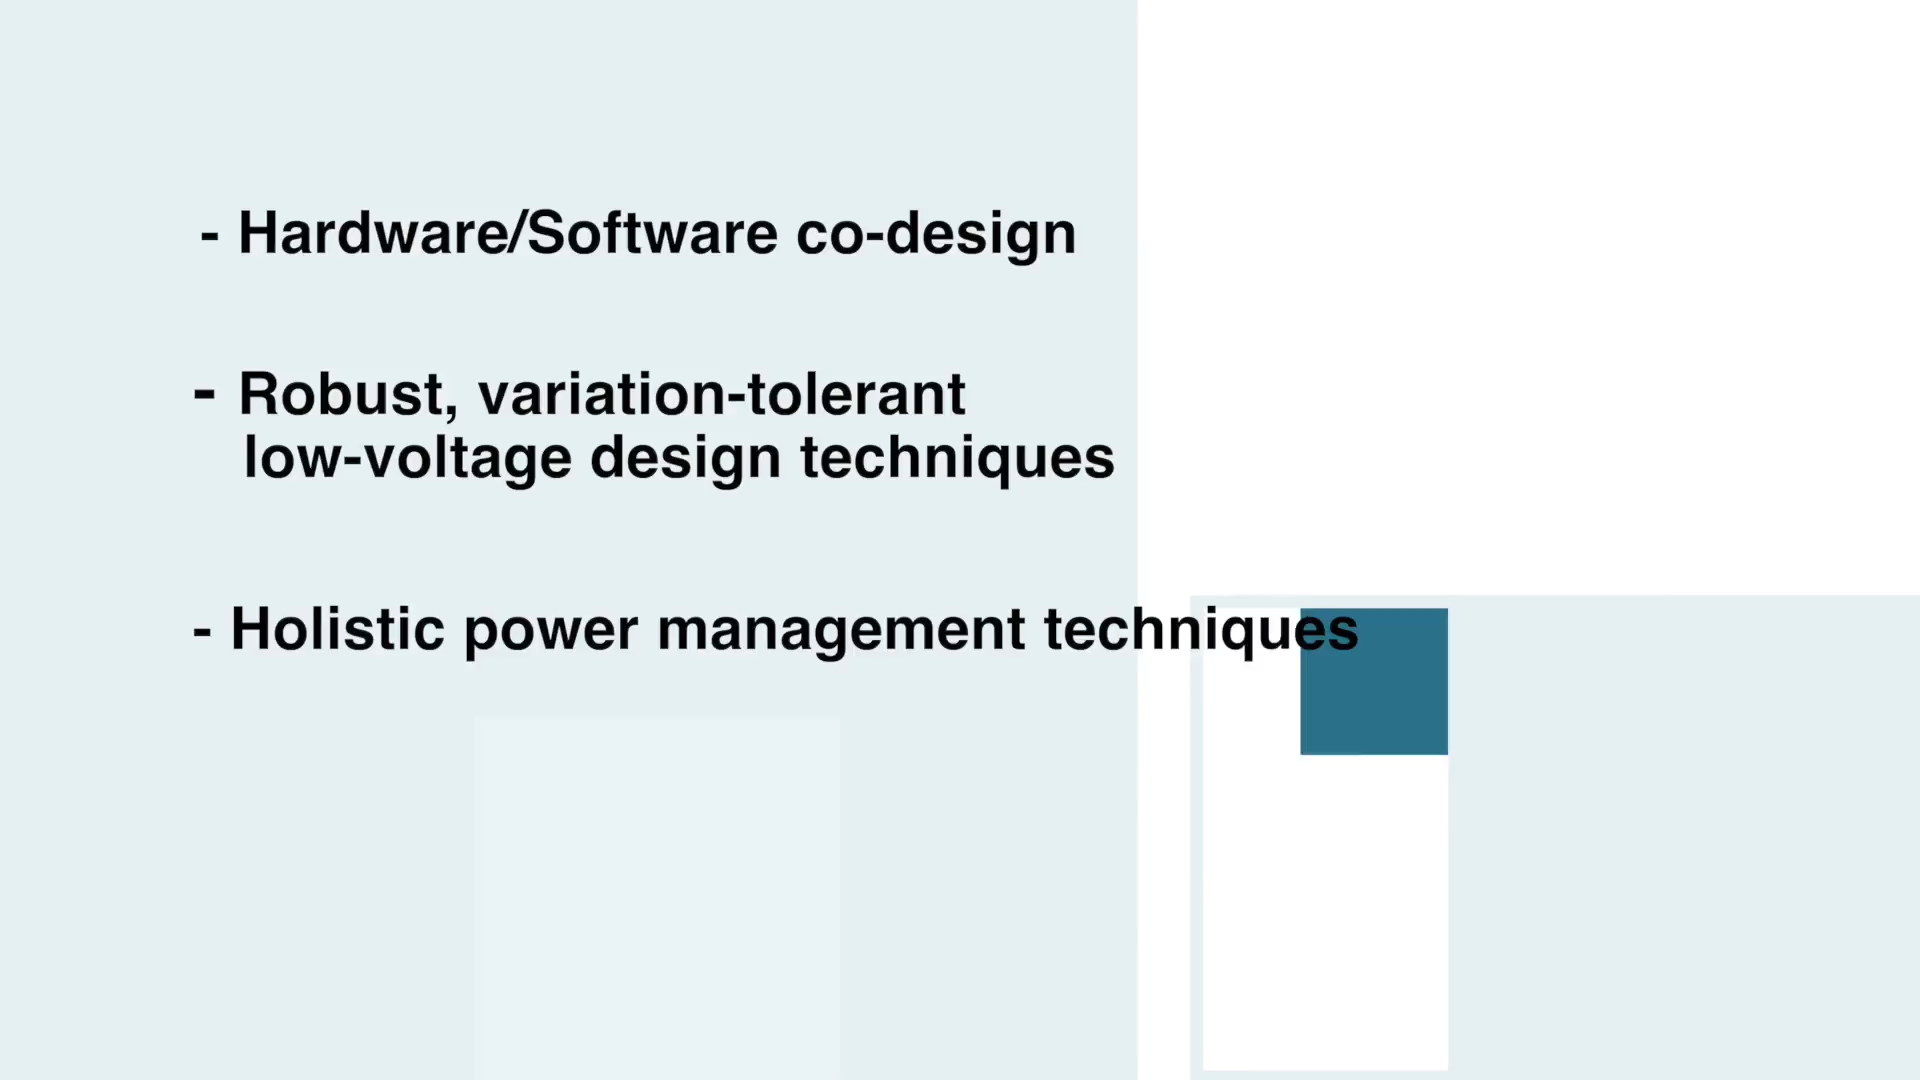 - Hardware/Software co-design
- Robust, variation-tolerant
low-voltage design techniques
- Holistic power management techniques